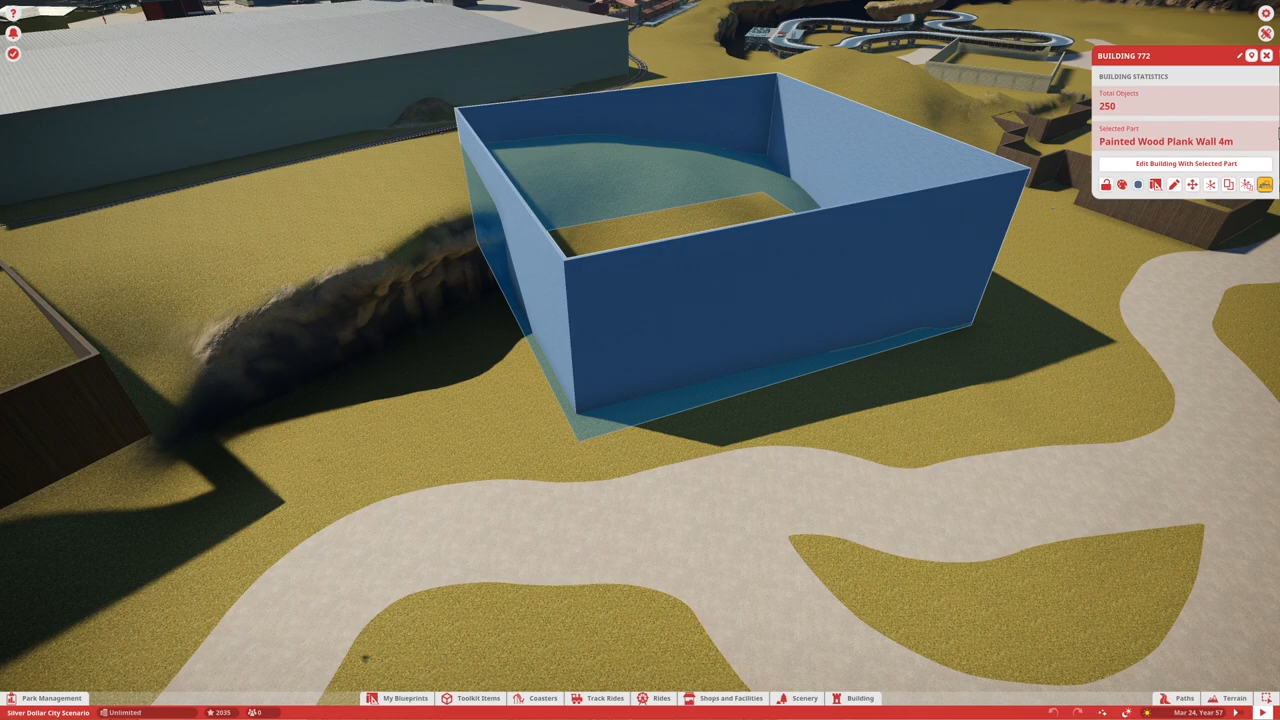 BUILDING 772
BUILDING STATISTICS
Total Objects
250
Selected Part
Painted Wood Plank Wall 4m
Edit Building With Selected Part
Park Management
My Blueprints
Toolkit Items
Coasters
Track Rides
Rides
Shops and Facilities
Scenery
Building
Paths
Terrain
Silver Dollar City Scenario
Unlimited
2035
0
Mar 24, Year 57